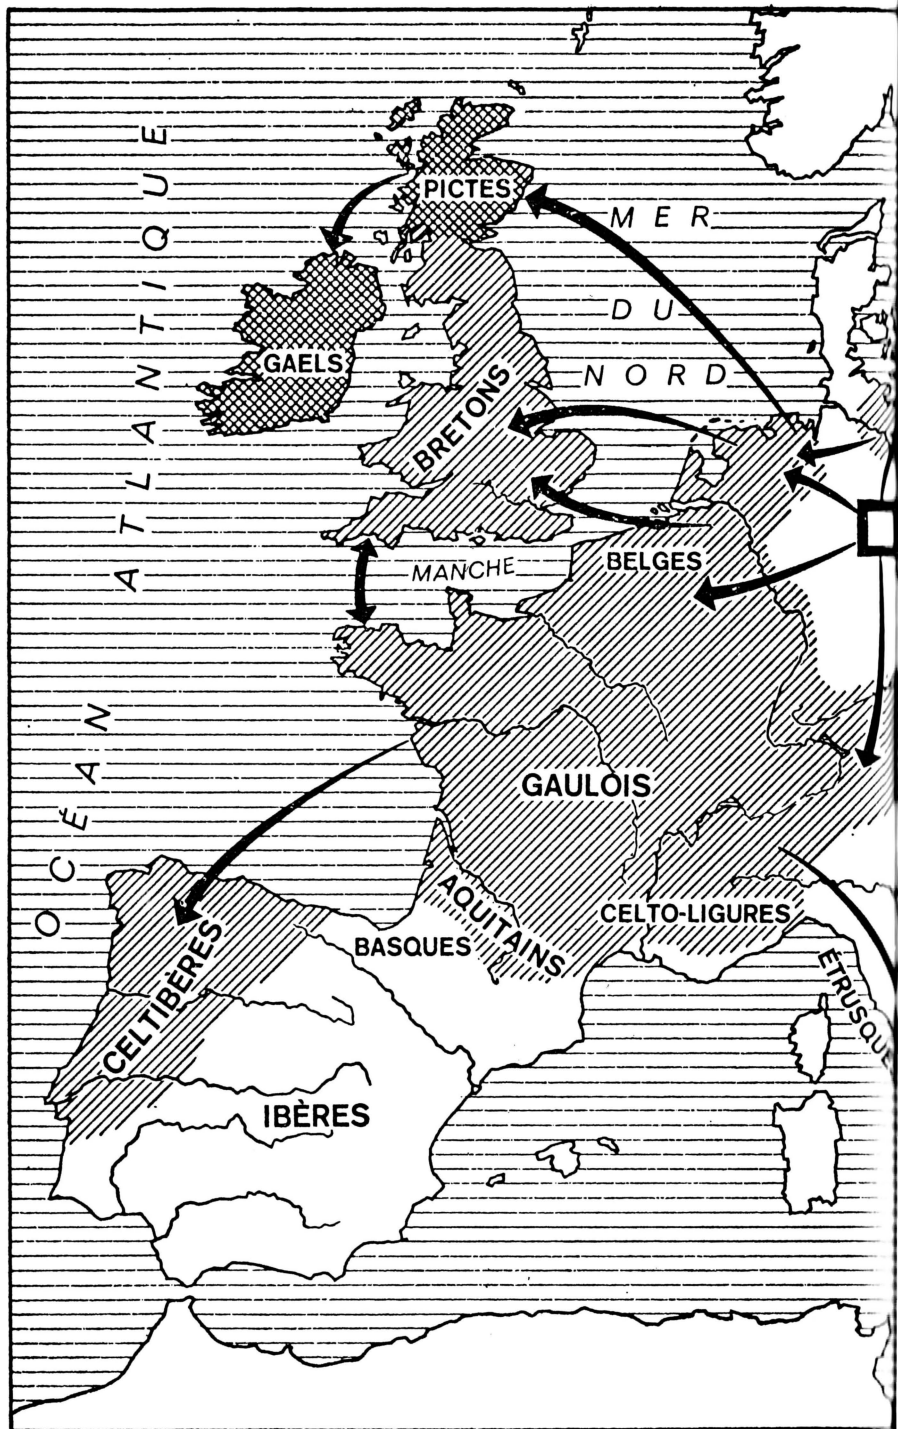 OCÉAN ATLANTIQUE
PICTES
MER
DU
NORD
GAELS
BRETONS
MANCHE
BELGES
GAULOIS
AQUITAINS
CELTO-LIGURES
BASQUES
CELTIBÈRES
ÉTRUSQUE
IBÈRES